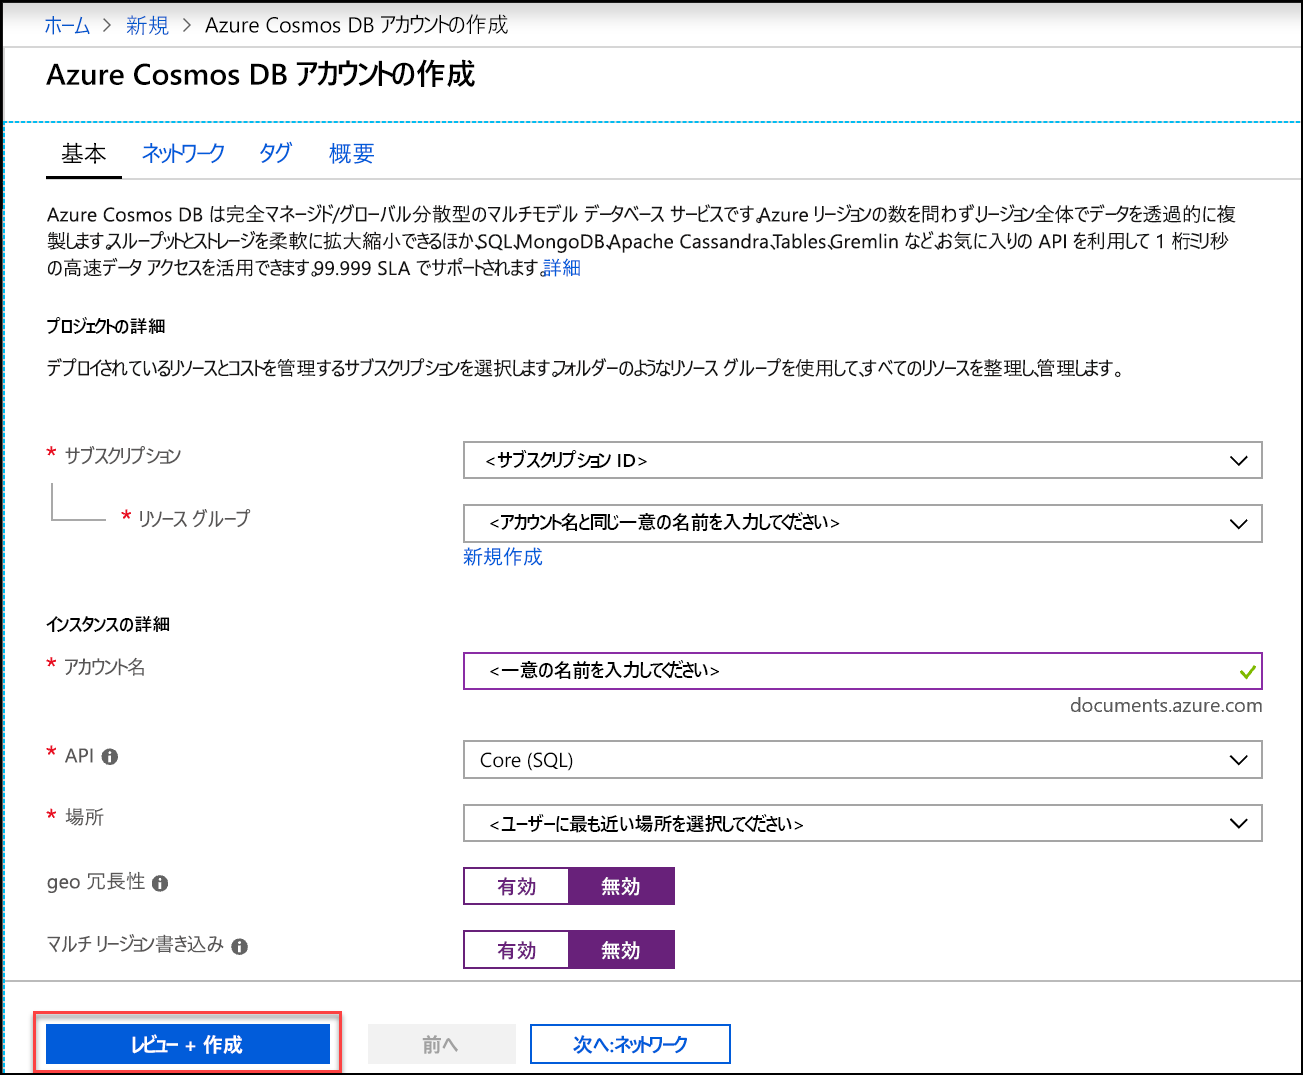 ホーム > 新規 > Azure Cosmos DB アカウントの作成
Azure Cosmos DB アカウントの作成
基本 ネットワーク タグ 概要
Azure Cosmos DB は完全マネージド/グローバル分散型のマルチモデル データベース サービスです。Azure リージョンの数を問わず、リージョン全体でデータを透過的に複
製します。スループットとストレージを柔軟に拡大縮小できるほか、SQL、MongoDB、Apache Cassandra、Tables、Gremlin など、お気に入りの API を利用して 1 桁ミリ秒
の高速データ アクセスを活用できます。99.999 SLA でサポートされます。詳細
プロジェクトの詳細
デプロイされているリソースとコストを管理するサブスクリプションを選択します。フォルダーのようなリソース グループを使用して、すべてのリソースを整理し、管理します。
* サブスクリプション
<サブスクリプション ID>
* リソース グループ
<アカウント名と同じ一意の名前を入力してください>
新規作成
インスタンスの詳細
* アカウント名
<一意の名前を入力してください>
documents.azure.com
* API
Core (SQL)
* 場所
<ユーザーに最も近い場所を選択してください>
geo 冗長性
有効 無効
マルチ リージョン書き込み
有効 無効
レビュー + 作成 前へ 次へ:ネットワーク